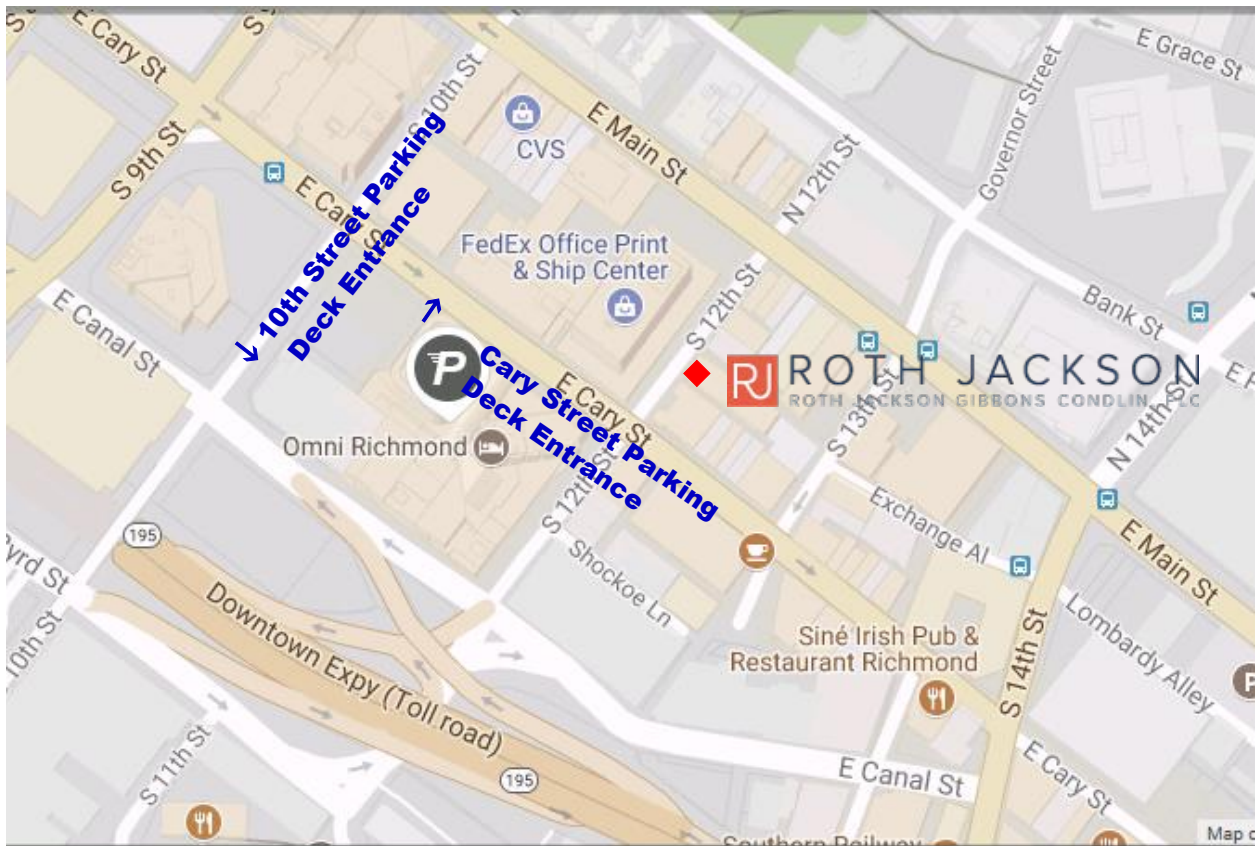 E Cary St
S 10th St
E Grace St
Governor Street
CVS
E Main St
N 12th St
S 9th St
E Cary St
10th Street Parking
Deck Entrance
FedEx Office Print
& Ship Center
S 12th St
Bank St
E Canal St
P
Cary Street Parking
Deck Entrance
E Cary St
RJ ROTH JACKSON
ROTH JACKSON GIBBONS CONDLIN, PLC
Omni Richmond
S 13th St
N 14th St
S 12th St
Exchange Al
E Main St
195
Byrd St
Shockoe Ln
Downtown Expy (Toll road)
Lombardy Alley
10th St
Siné Irish Pub &
Restaurant Richmond
S 14th St
P
S 11th St
195
E Canal St
E Cary St
Southern Railway
Map